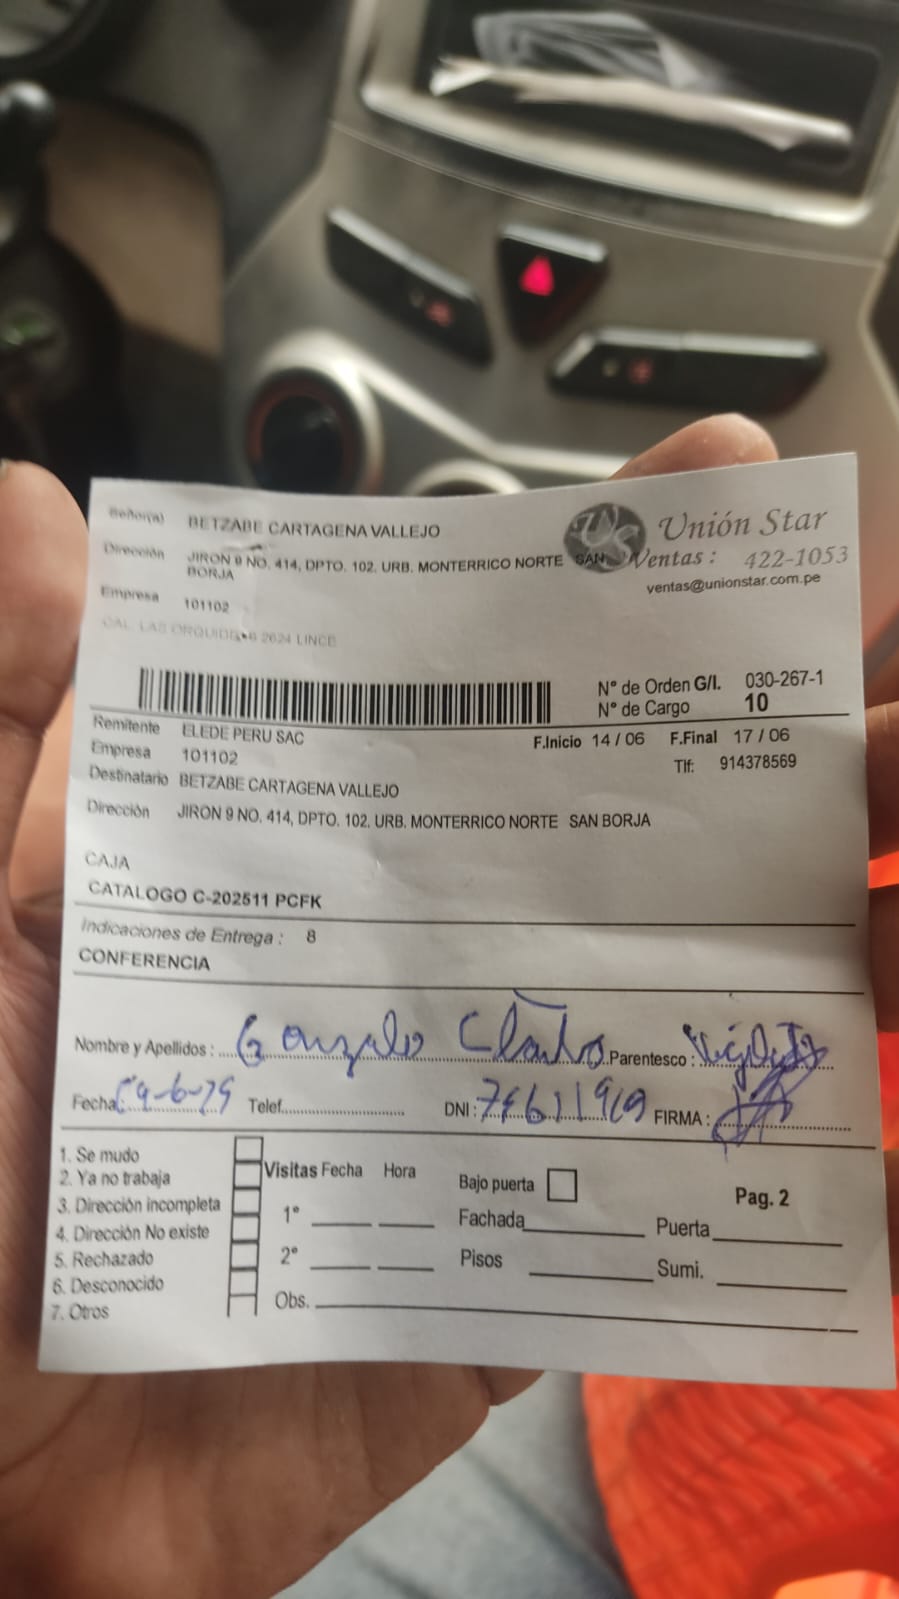 Señor(a) BETZABE CARTAGENA VALLEJO
Dirección JIRON 9 NO. 414, DPTO. 102. URB. MONTERRICO NORTE SAN
BORJA
Empresa 101102
CAL. LAS ORQUIDEAS 2624 LINCE
US Unión Star
Ventas : 422-1053
ventas@unionstar.com.pe
N° de Orden G/I. 030-267-1
N° de Cargo 10
Remitente ELEDE PERU SAC
F.Inicio 14 / 06 F.Final 17 / 06
Empresa 101102
Tlf: 914378569
Destinatario BETZABE CARTAGENA VALLEJO
Dirección JIRON 9 NO. 414, DPTO. 102. URB. MONTERRICO NORTE SAN BORJA
CAJA
CATALOGO C-202511 PCFK
Indicaciones de Entrega : 8
CONFERENCIA
Nombre y Apellidos : Gonzalo Parentesco :
Fecha: Telef. DNI : FIRMA :
1. Se mudo
2. Ya no trabaja
3. Dirección incompleta
4. Dirección No existe
5. Rechazado
6. Desconocido
7. Otros
Visitas Fecha Hora
1°
2°
Obs.
Bajo puerta
Fachada
Pisos
Pag. 2
Puerta
Sumi.